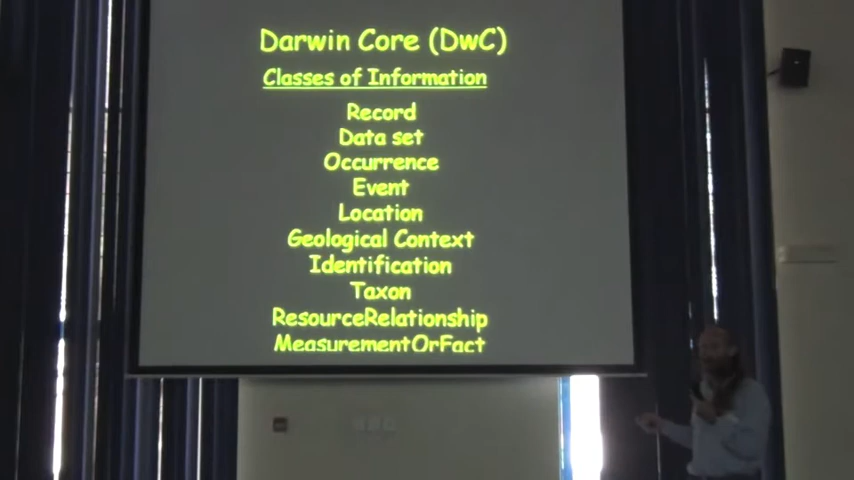 Darwin Core (DwC)
Classes of Information
Record
Data set
Occurrence
Event
Location
Geological Context
Identification
Taxon
ResourceRelationship
MeasurementOrFact